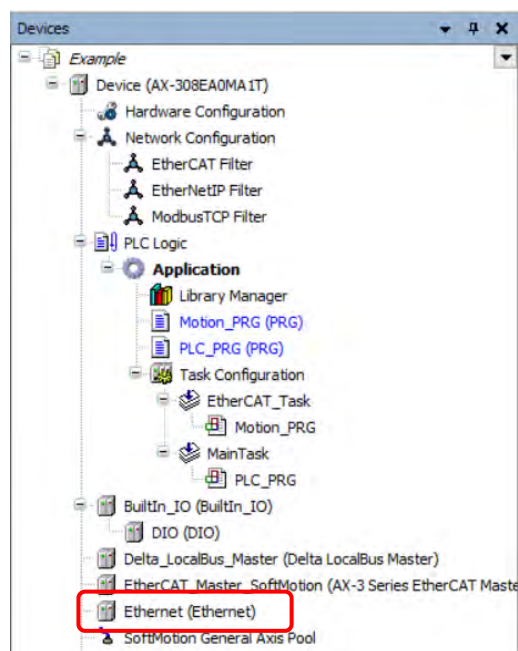 Devices
Example
Device (AX-308EA0MA1T)
Hardware Configuration
Network Configuration
EtherCAT Filter
EtherNetIP Filter
ModbusTCP Filter
PLC Logic
Application
Library Manager
Motion_PRG (PRG)
PLC_PRG (PRG)
Task Configuration
EtherCAT_Task
Motion_PRG
MainTask
PLC_PRG
BuiltIn_IO (BuiltIn_IO)
DIO (DIO)
Delta_LocalBus_Master (Delta LocalBus Master)
EtherCAT_Master_SoftMotion (AX-3 Series EtherCAT Maste
Ethernet (Ethernet)
SoftMotion General Axis Pool